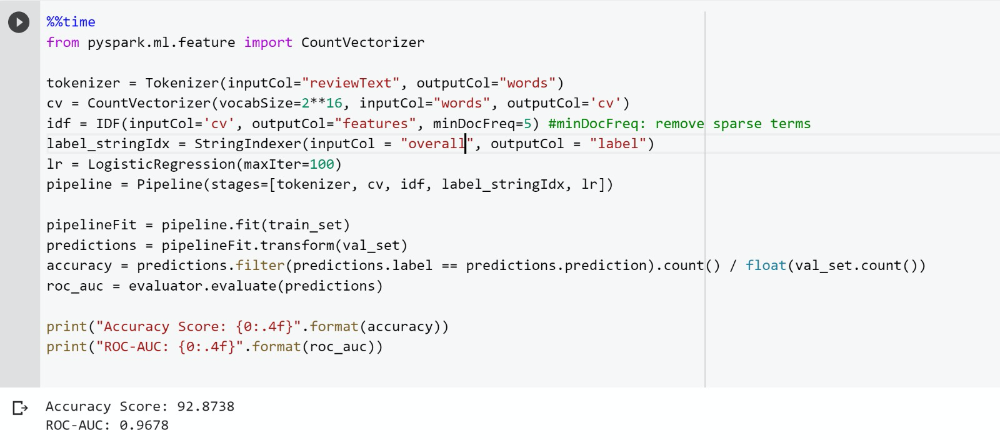 %%time
from pyspark.ml.feature import CountVectorizer
tokenizer = Tokenizer(inputCol="reviewText", outputCol="words")
cv = CountVectorizer(vocabSize=2**16, inputCol="words", outputCol='cv')
idf = IDF(inputCol='cv', outputCol="features", minDocFreq=5) #minDocFreq: remove sparse terms
label_stringIdx = StringIndexer(inputCol = "overall", outputCol = "label")
lr = LogisticRegression(maxIter=100)
pipeline = Pipeline(stages=[tokenizer, cv, idf, label_stringIdx, lr])
pipelineFit = pipeline.fit(train_set)
predictions = pipelineFit.transform(val_set)
accuracy = predictions.filter(predictions.label == predictions.prediction).count() / float(val_set.count())
roc_auc = evaluator.evaluate(predictions)
print("Accuracy Score: {0:.4f}".format(accuracy))
print("ROC-AUC: {0:.4f}".format(roc_auc))
Accuracy Score: 92.8738
ROC-AUC: 0.9678